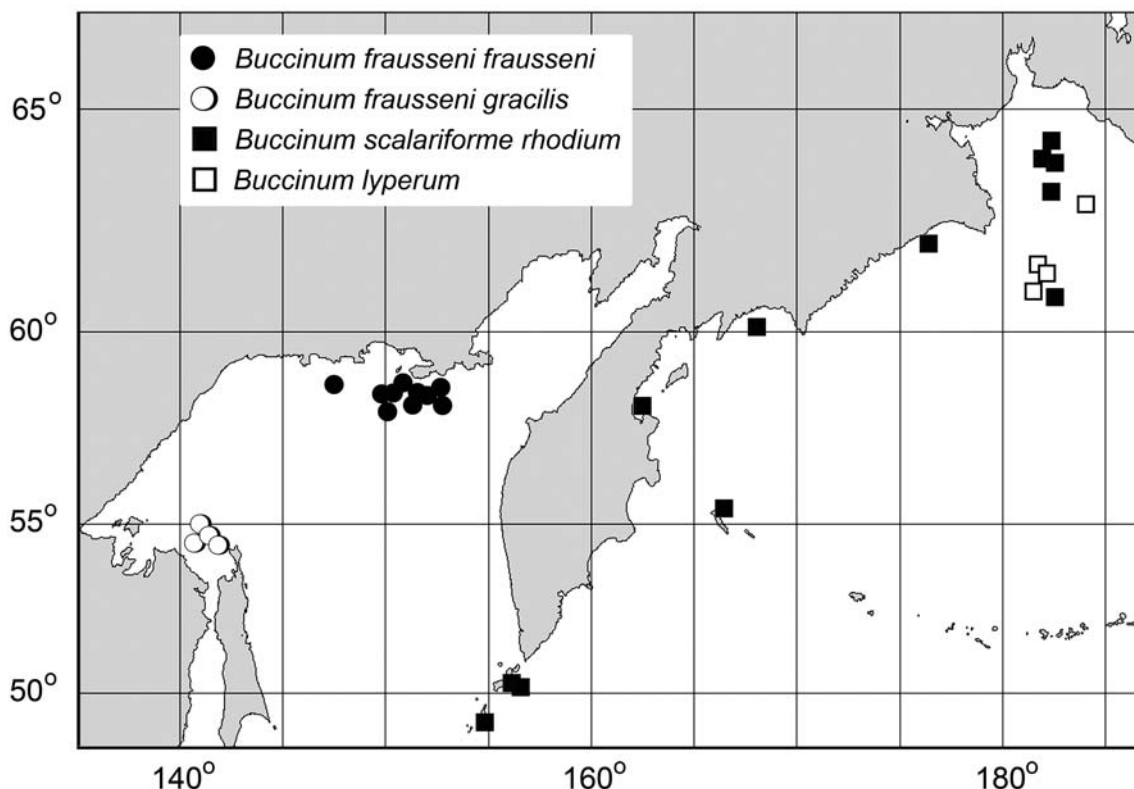 Buccinum frausseni frausseni
Buccinum frausseni gracilis
Buccinum scalariforme rhodium
Buccinum lyperum
65°
60°
55°
50°
140° 160° 180°